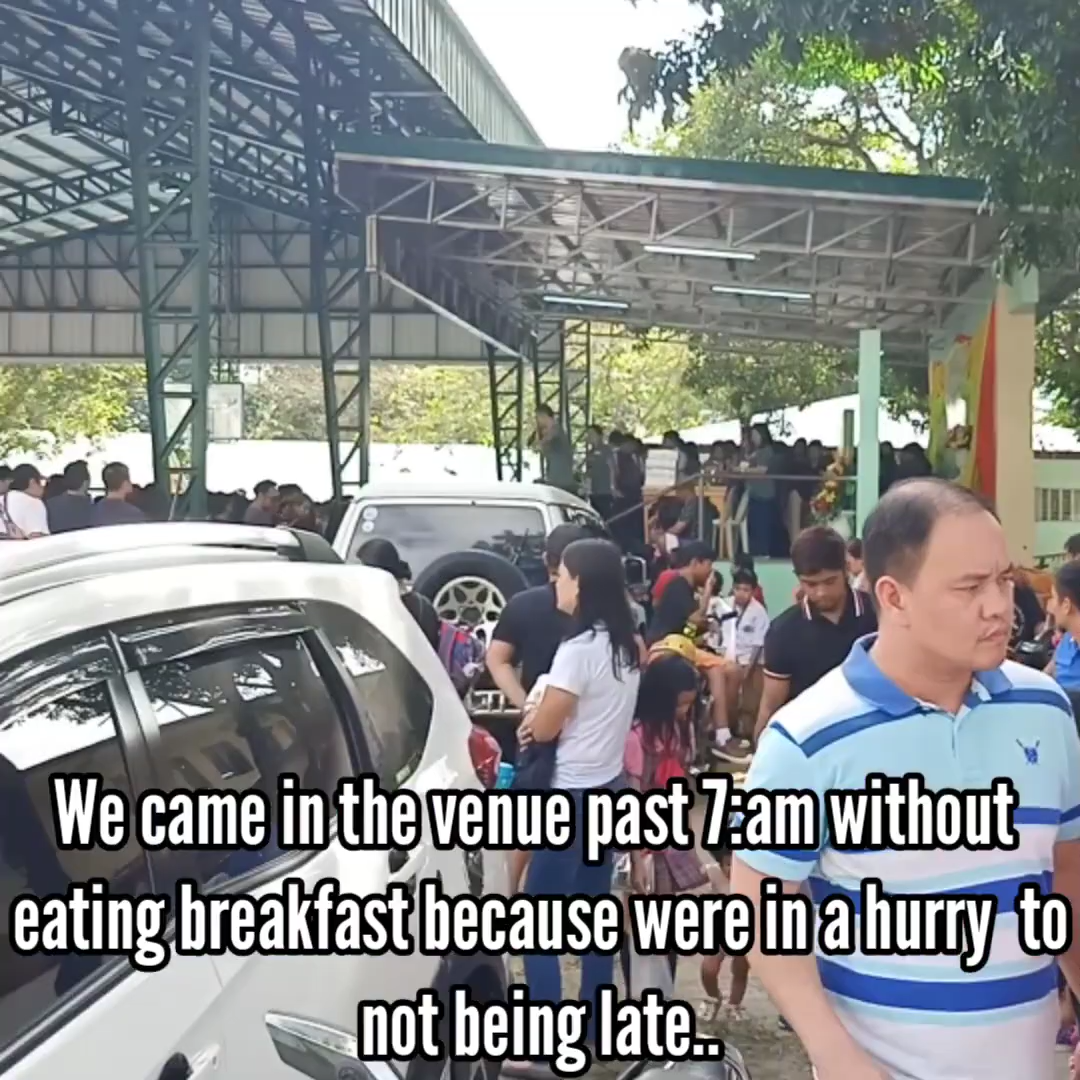 We came in the venue past 7:am without
eating breakfast because were in a hurry to
not being late..